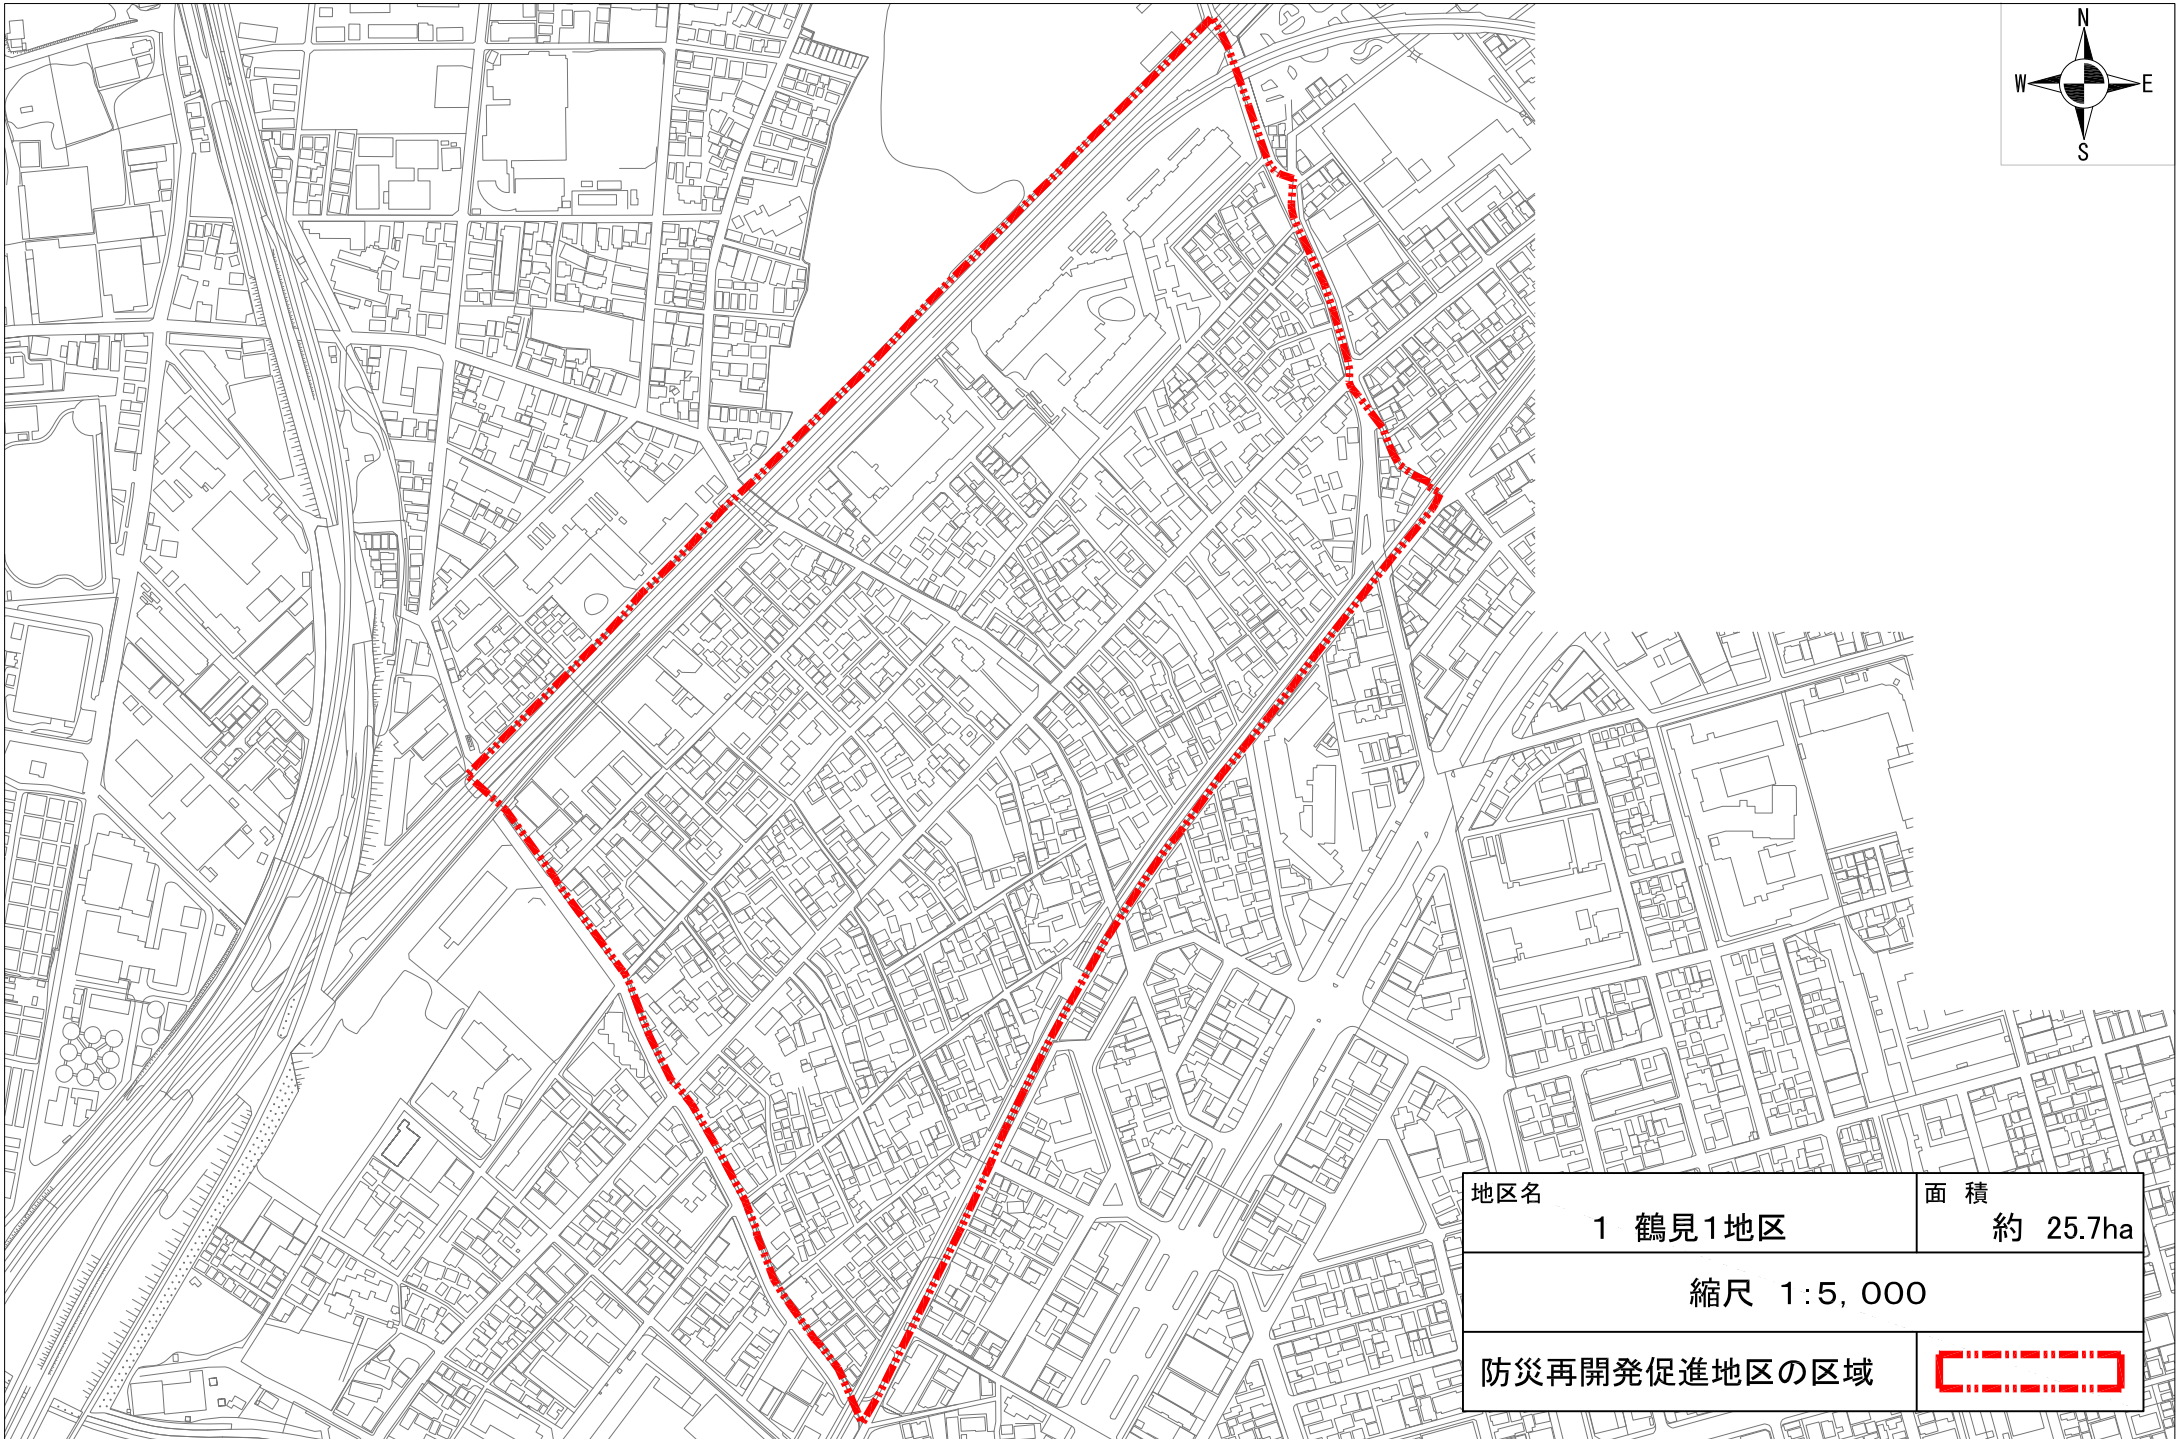 N
W E
S
地区名
1 鶴見1地区
面 積
約 25.7ha
縮尺 1:5,000
防災再開発促進地区の区域